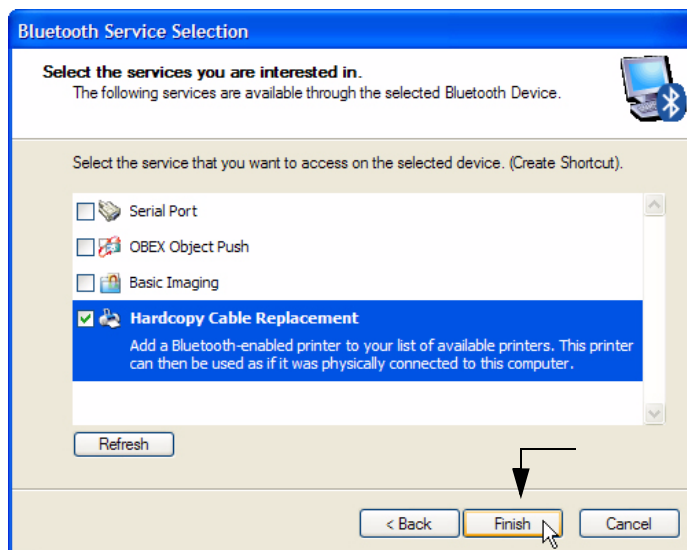 Bluetooth Service Selection
Select the services you are interested in.
The following services are available through the selected Bluetooth Device.
Select the service that you want to access on the selected device. (Create Shortcut).
Serial Port
OBEX Object Push
Basic Imaging
Hardcopy Cable Replacement
Add a Bluetooth-enabled printer to your list of available printers. This printer
can then be used as if it was physically connected to this computer.
Refresh
< Back
Finish
Cancel